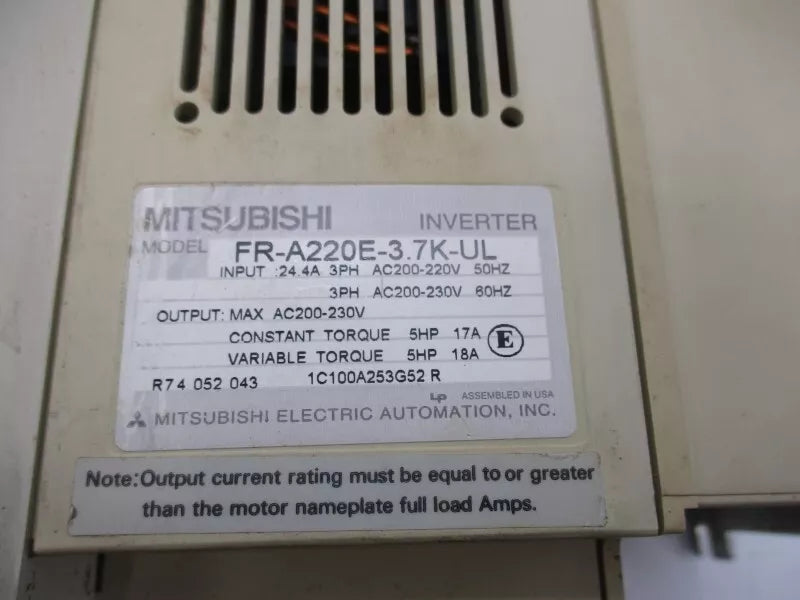 MITSUBISHI INVERTER
MODEL FR-A220E-3.7K-UL
INPUT :24.4A 3PH AC200-220V 50HZ
3PH AC200-230V 60HZ
OUTPUT: MAX AC200-230V
CONSTANT TORQUE 5HP 17A
VARIABLE TORQUE 5HP 18A
E
R74 052 043 1C100A253G52 R
Lp ASSEMBLED IN USA
MITSUBISHI ELECTRIC AUTOMATION, INC.
Note:Output current rating must be equal to or greater
than the motor nameplate full load Amps.